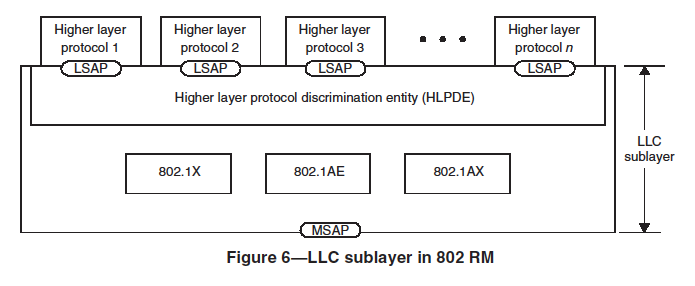 Higher layer protocol 1
Higher layer protocol 2
Higher layer protocol 3
• • •
Higher layer protocol n
LSAP
LSAP
LSAP
LSAP
Higher layer protocol discrimination entity (HLPDE)
LLC
sublayer
802.1X
802.1AE
802.1AX
MSAP
Figure 6—LLC sublayer in 802 RM